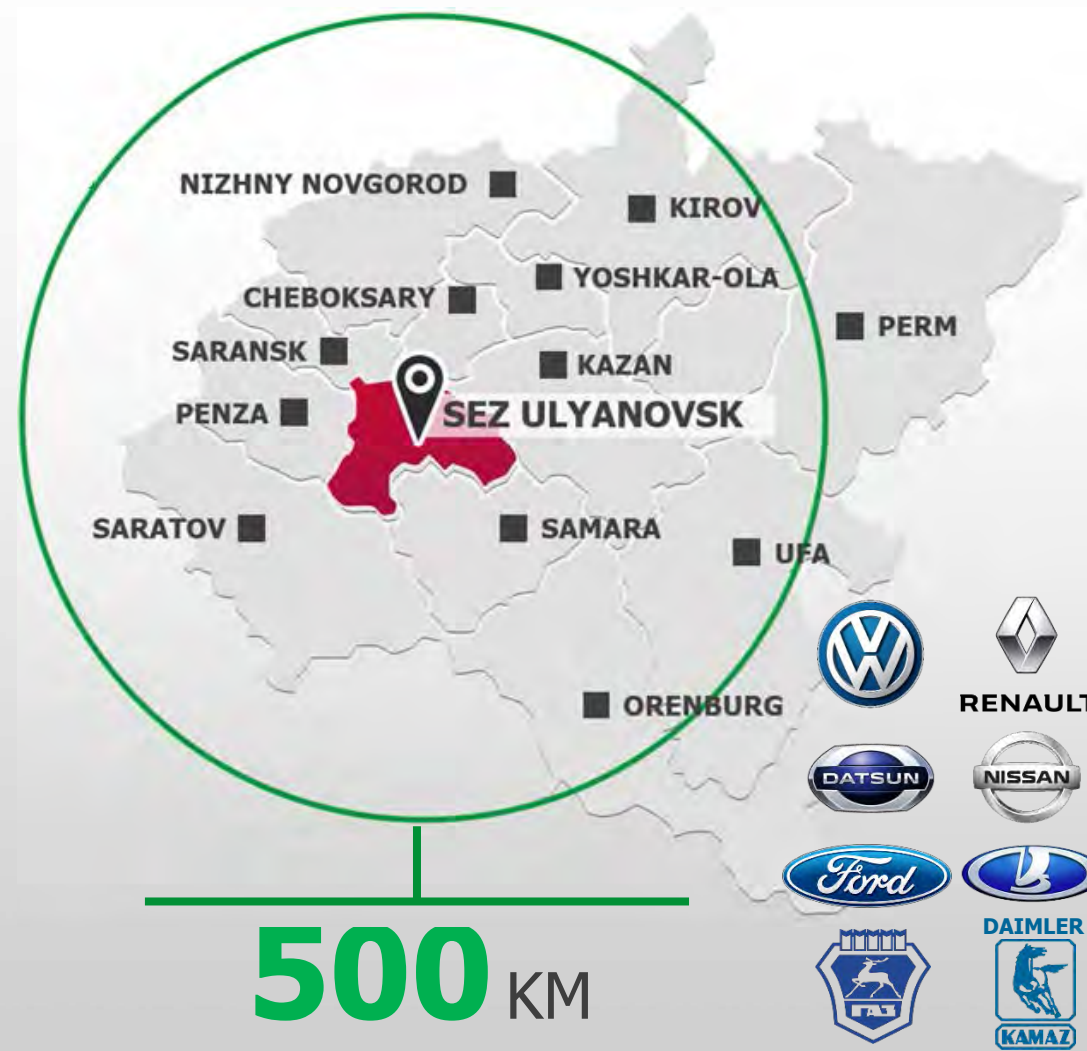 NIZHNY NOVGOROD
KIROV
YOSHKAR-OLA
CHEBOKSARY
PERM
SARANSK
KAZAN
PENZA
SEZ ULYANOVSK
SARATOV
SAMARA
UFA
ORENBURG
RENAULT
DATSUN
NISSAN
Ford
DAIMLER
ГАЗ
KAMAZ
500 KM